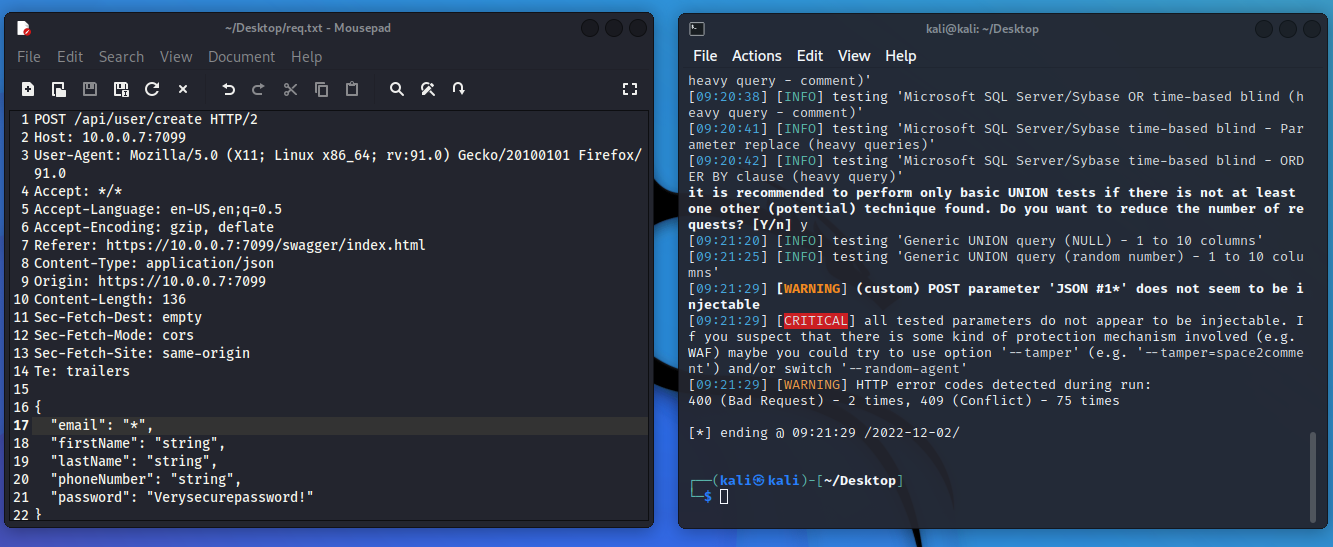 ~/Desktop/req.txt - Mousepad
File Edit Search View Document Help
1 POST /api/user/create HTTP/2
2 Host: 10.0.0.7:7099
3 User-Agent: Mozilla/5.0 (X11; Linux x86_64; rv:91.0) Gecko/20100101 Firefox/
91.0
4 Accept: */*
5 Accept-Language: en-US,en;q=0.5
6 Accept-Encoding: gzip, deflate
7 Referer: https://10.0.0.7:7099/swagger/index.html
8 Content-Type: application/json
9 Origin: https://10.0.0.7:7099
10 Content-Length: 136
11 Sec-Fetch-Dest: empty
12 Sec-Fetch-Mode: cors
13 Sec-Fetch-Site: same-origin
14 Te: trailers
15
16 {
17 "email": "*",
18 "firstName": "string",
19 "lastName": "string",
20 "phoneNumber": "string",
21 "password": "Verysecurepassword!"
22 }
kali@kali: ~/Desktop
File Actions Edit View Help
heavy query - comment)'
[09:20:38] [INFO] testing 'Microsoft SQL Server/Sybase OR time-based blind (h
eavy query - comment)'
[09:20:41] [INFO] testing 'Microsoft SQL Server/Sybase time-based blind - Par
ameter replace (heavy queries)'
[09:20:42] [INFO] testing 'Microsoft SQL Server/Sybase time-based blind - ORD
ER BY clause (heavy query)'
it is recommended to perform only basic UNION tests if there is not at least
one other (potential) technique found. Do you want to reduce the number of re
quests? [Y/n] y
[09:21:20] [INFO] testing 'Generic UNION query (NULL) - 1 to 10 columns'
[09:21:25] [INFO] testing 'Generic UNION query (random number) - 1 to 10 colu
mns'
[09:21:29] [WARNING] (custom) POST parameter 'JSON #1*' does not seem to be i
njectable
[09:21:29] [CRITICAL] all tested parameters do not appear to be injectable. I
f you suspect that there is some kind of protection mechanism involved (e.g.
WAF) maybe you could try to use option '--tamper' (e.g. '--tamper=space2comme
nt') and/or switch '--random-agent'
[09:21:29] [WARNING] HTTP error codes detected during run:
400 (Bad Request) - 2 times, 409 (Conflict) - 75 times
[*] ending @ 09:21:29 /2022-12-02/
┌──(kali㉿kali)-[~/Desktop]
└─$